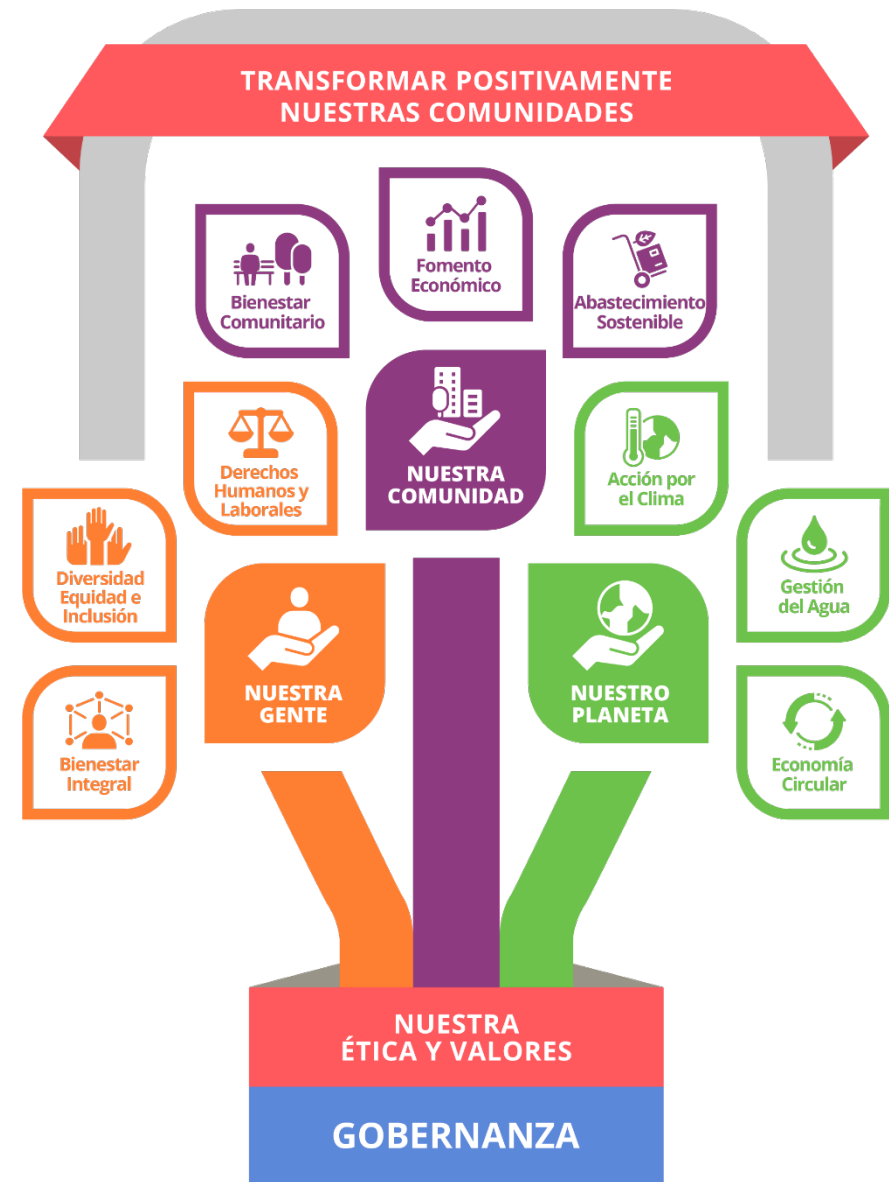 TRANSFORMAR POSITIVAMENTE
NUESTRAS COMUNIDADES
Fomento
Económico
Bienestar
Comunitario
Abastecimiento
Sostenible
Derechos
Humanos y
Laborales
NUESTRA
COMUNIDAD
Acción por
el Clima
Diversidad
Equidad e
Inclusión
Gestión
del Agua
NUESTRA
GENTE
NUESTRO
PLANETA
Bienestar
Integral
Economía
Circular
NUESTRA
ÉTICA Y VALORES
GOBERNANZA